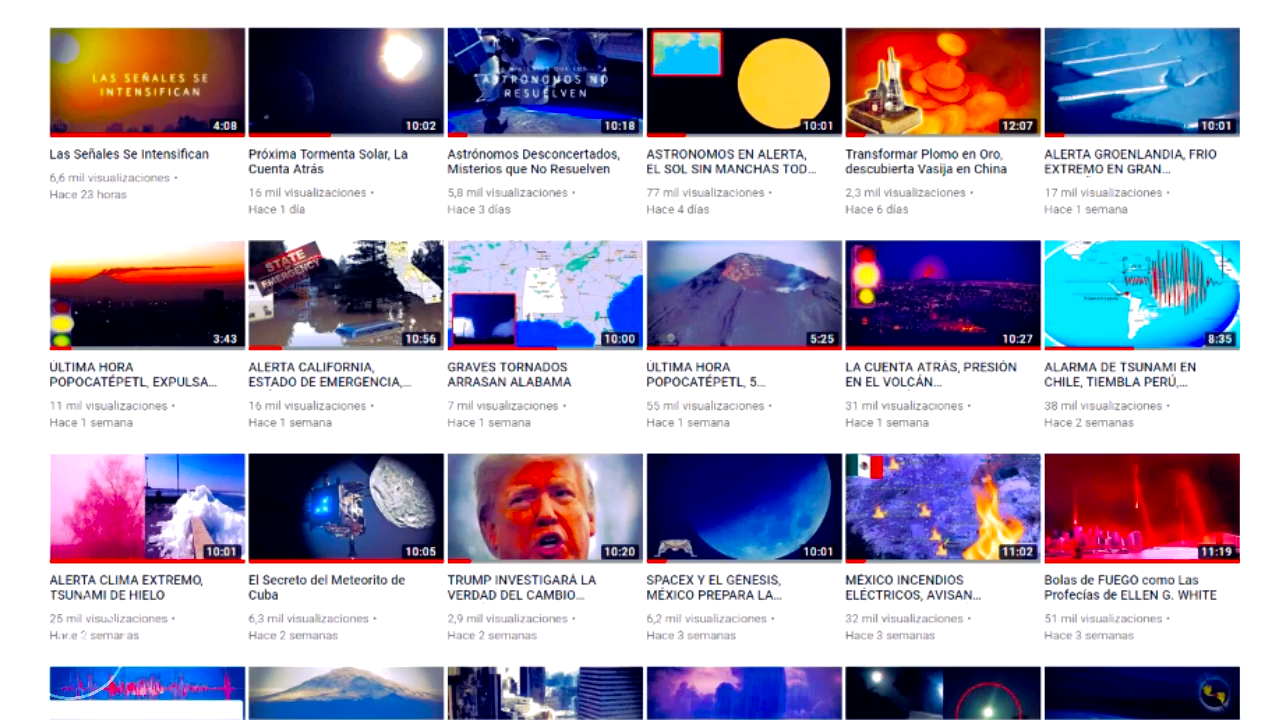 LAS SEÑALES SE
INTENSIFICAN
4:08
10:02
ASTRÓNOMOS NO
RESUELVEN
10:18
10:01
12:07
10:01
Las Señales Se Intensifican
6,6 mil visualizaciones •
Hace 23 horas
Próxima Tormenta Solar, La
Cuenta Atrás
16 mil visualizaciones •
Hace 1 día
Astrónomos Desconcertados,
Misterios que No Resuelven
5,8 mil visualizaciones •
Hace 3 días
ASTRONOMOS EN ALERTA,
EL SOL SIN MANCHAS TOD...
77 mil visualizaciones •
Hace 4 días
Transformar Plomo en Oro,
descubierta Vasija en China
2,3 mil visualizaciones •
Hace 6 días
ALERTA GROENLANDIA, FRIO
EXTREMO EN GRAN...
17 mil visualizaciones •
Hace 1 semana
3:43
STATE
EMERGENCY
10:56
10:00
5:25
10:27
8:35
ÚLTIMA HORA
POPOCATÉPETL, EXPULSA...
11 mil visualizaciones •
Hace 1 semana
ALERTA CALIFORNIA,
ESTADO DE EMERGENCIA,...
16 mil visualizaciones •
Hace 1 semana
GRAVES TORNADOS
ARRASAN ALABAMA
7 mil visualizaciones •
Hace 1 semana
ÚLTIMA HORA
POPOCATÉPETL, 5...
55 mil visualizaciones •
Hace 1 semana
LA CUENTA ATRÁS, PRESIÓN
EN EL VOLCÁN...
31 mil visualizaciones •
Hace 1 semana
ALARMA DE TSUNAMI EN
CHILE, TIEMBLA PERÚ,...
38 mil visualizaciones •
Hace 2 semanas
10:01
10:05
10:20
10:01
11:02
11:19
ALERTA CLIMA EXTREMO,
TSUNAMI DE HIELO
25 mil visualizaciones •
Hace 2 semanas
El Secreto del Meteorito de
Cuba
6,3 mil visualizaciones •
Hace 2 semanas
TRUMP INVESTIGARÁ LA
VERDAD DEL CAMBIO...
2,9 mil visualizaciones •
Hace 2 semanas
SPACEX Y EL GÉNESIS,
MÉXICO PREPARA LA...
6,2 mil visualizaciones •
Hace 3 semanas
MÉXICO INCENDIOS
ELÉCTRICOS, AVISAN...
32 mil visualizaciones •
Hace 3 semanas
Bolas de FUEGO como Las
Profecías de ELLEN G. WHITE
51 mil visualizaciones •
Hace 3 semanas